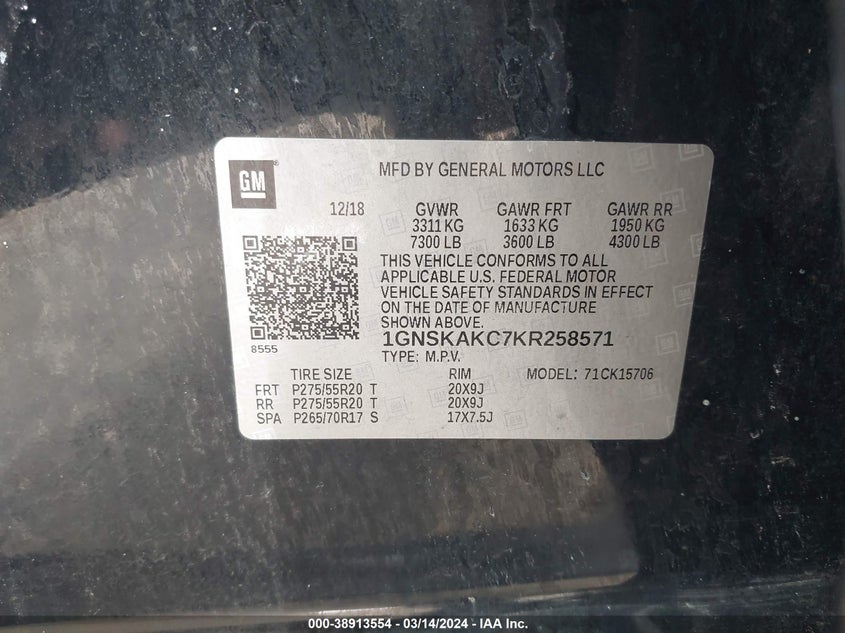 GM
MFD BY GENERAL MOTORS LLC
12/18 GVWR GAWR FRT GAWR RR
3311 KG 1633 KG 1950 KG
7300 LB 3600 LB 4300 LB
THIS VEHICLE CONFORMS TO ALL
APPLICABLE U.S. FEDERAL MOTOR
VEHICLE SAFETY STANDARDS IN EFFECT
ON THE DATE OF MANUFACTURE
SHOWN ABOVE.
1GNSKAKC7KR258571
8555
TYPE: M.P.V.
TIRE SIZE RIM MODEL: 71CK15706
FRT P275/55R20 T 20X9J
RR P275/55R20 T 20X9J
SPA P265/70R17 S 17X7.5J
000-38913554 - 03/14/2024 - IAA Inc.